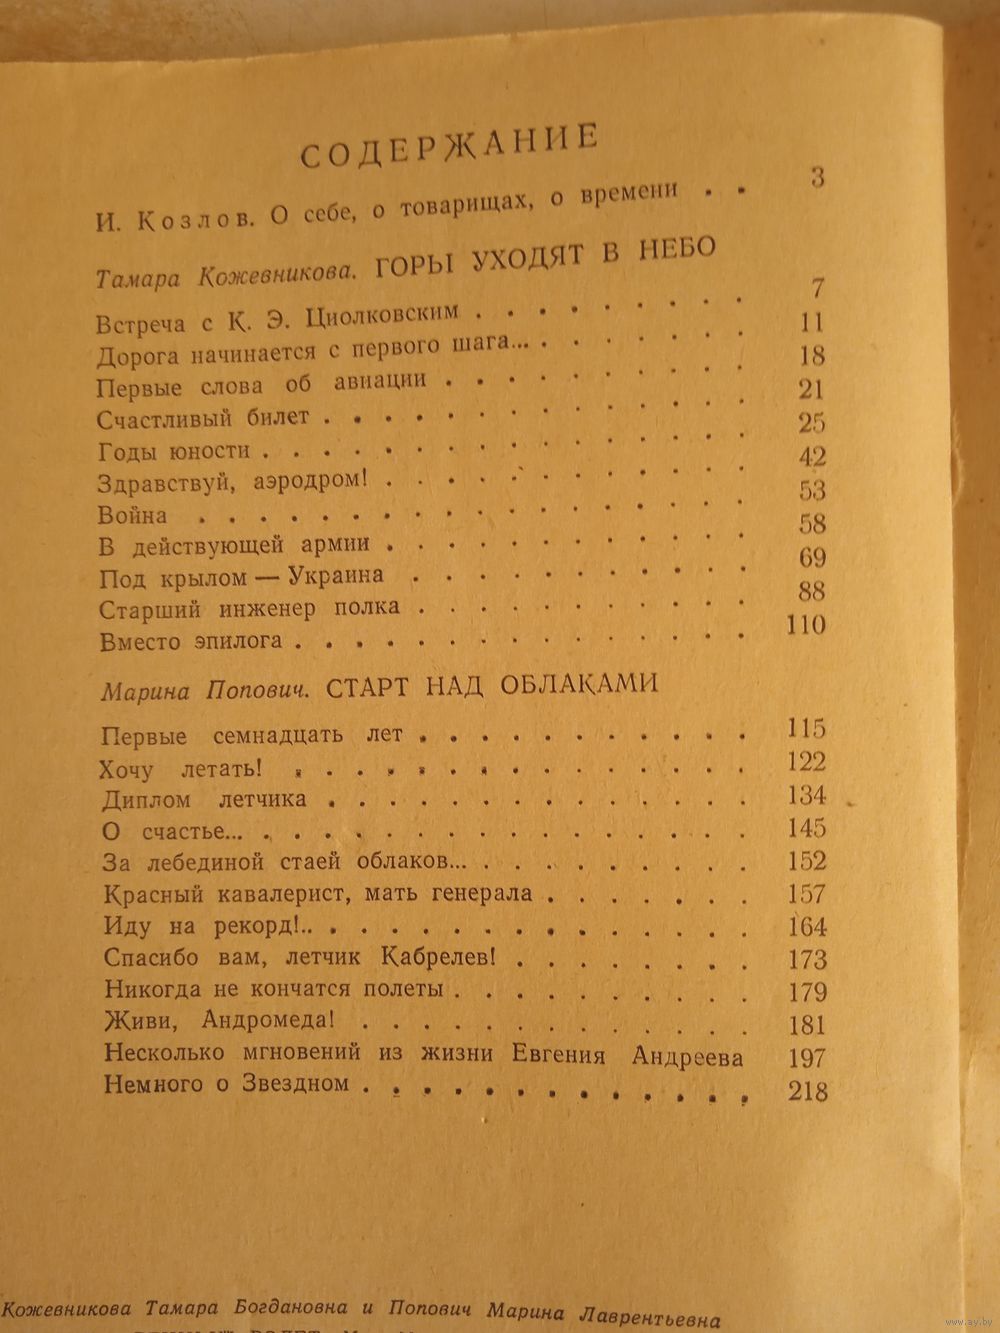 СОДЕРЖАНИЕ
И. Козлов. О себе, о товарищах, о времени . . 3
Тамара Кожевникова. ГОРЫ УХОДЯТ В НЕБО
Встреча с К. Э. Циолковским . . . . . . . . . 7
Дорога начинается с первого шага... . . . . . . . 11
Первые слова об авиации . . . . . . . . . . 18
Счастливый билет . . . . . . . . . . . . . . 21
Годы юности . . . . . . . . . . . . . . . . 25
Здравствуй, аэродром! . . . . . . . . . . . . 42
Война . . . . . . . . . . . . . . . . . . 53
В действующей армии . . . . . . . . . . . . 58
Под крылом — Украина . . . . . . . . . . . 69
Старший инженер полка . . . . . . . . . . . 88
Вместо эпилога . . . . . . . . . . . . . . . 110
Марина Попович. СТАРТ НАД ОБЛАКАМИ
Первые семнадцать лет . . . . . . . . . . . 115
Хочу летать! . . . . . . . . . . . . . . . 122
Диплом летчика . . . . . . . . . . . . . . 134
О счастье... . . . . . . . . . . . . . . . . 145
За лебединой стаей облаков... . . . . . . . . . 152
Красный кавалерист, мать генерала . . . . . . . 157
Иду на рекорд!.. . . . . . . . . . . . . . . 164
Спасибо вам, летчик Кабрелев! . . . . . . . . 173
Никогда не кончатся полеты . . . . . . . . . . 179
Живи, Андромеда! . . . . . . . . . . . . . 181
Несколько мгновений из жизни Евгения Андреева 197
Немного о Звездном . . . . . . . . . . . . . 218
Кожевникова Тамара Богдановна и Попович Марина Лаврентьевна
www.ay.by